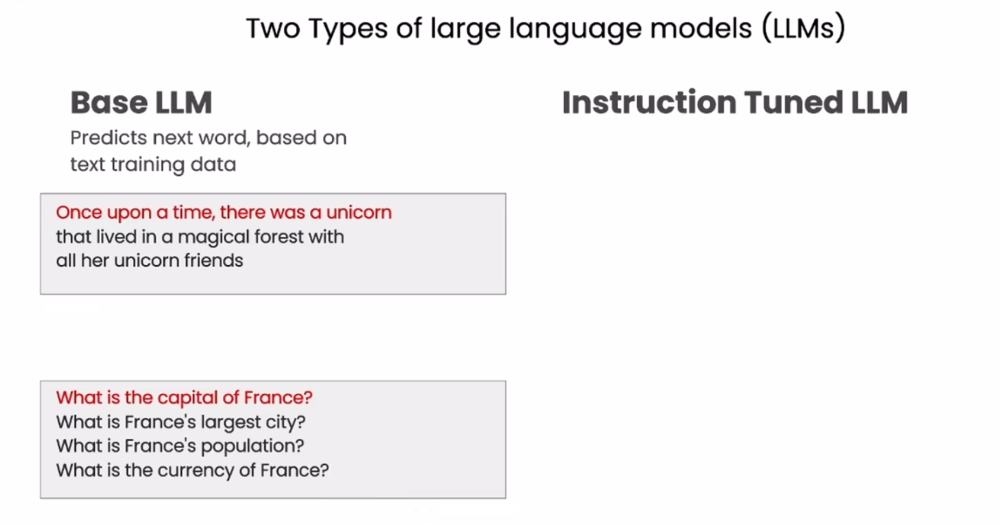 Two Types of large language models (LLMs)
Base LLM
Predicts next word, based on
text training data
Once upon a time, there was a unicorn
that lived in a magical forest with
all her unicorn friends
What is the capital of France?
What is France's largest city?
What is France's population?
What is the currency of France?
Instruction Tuned LLM